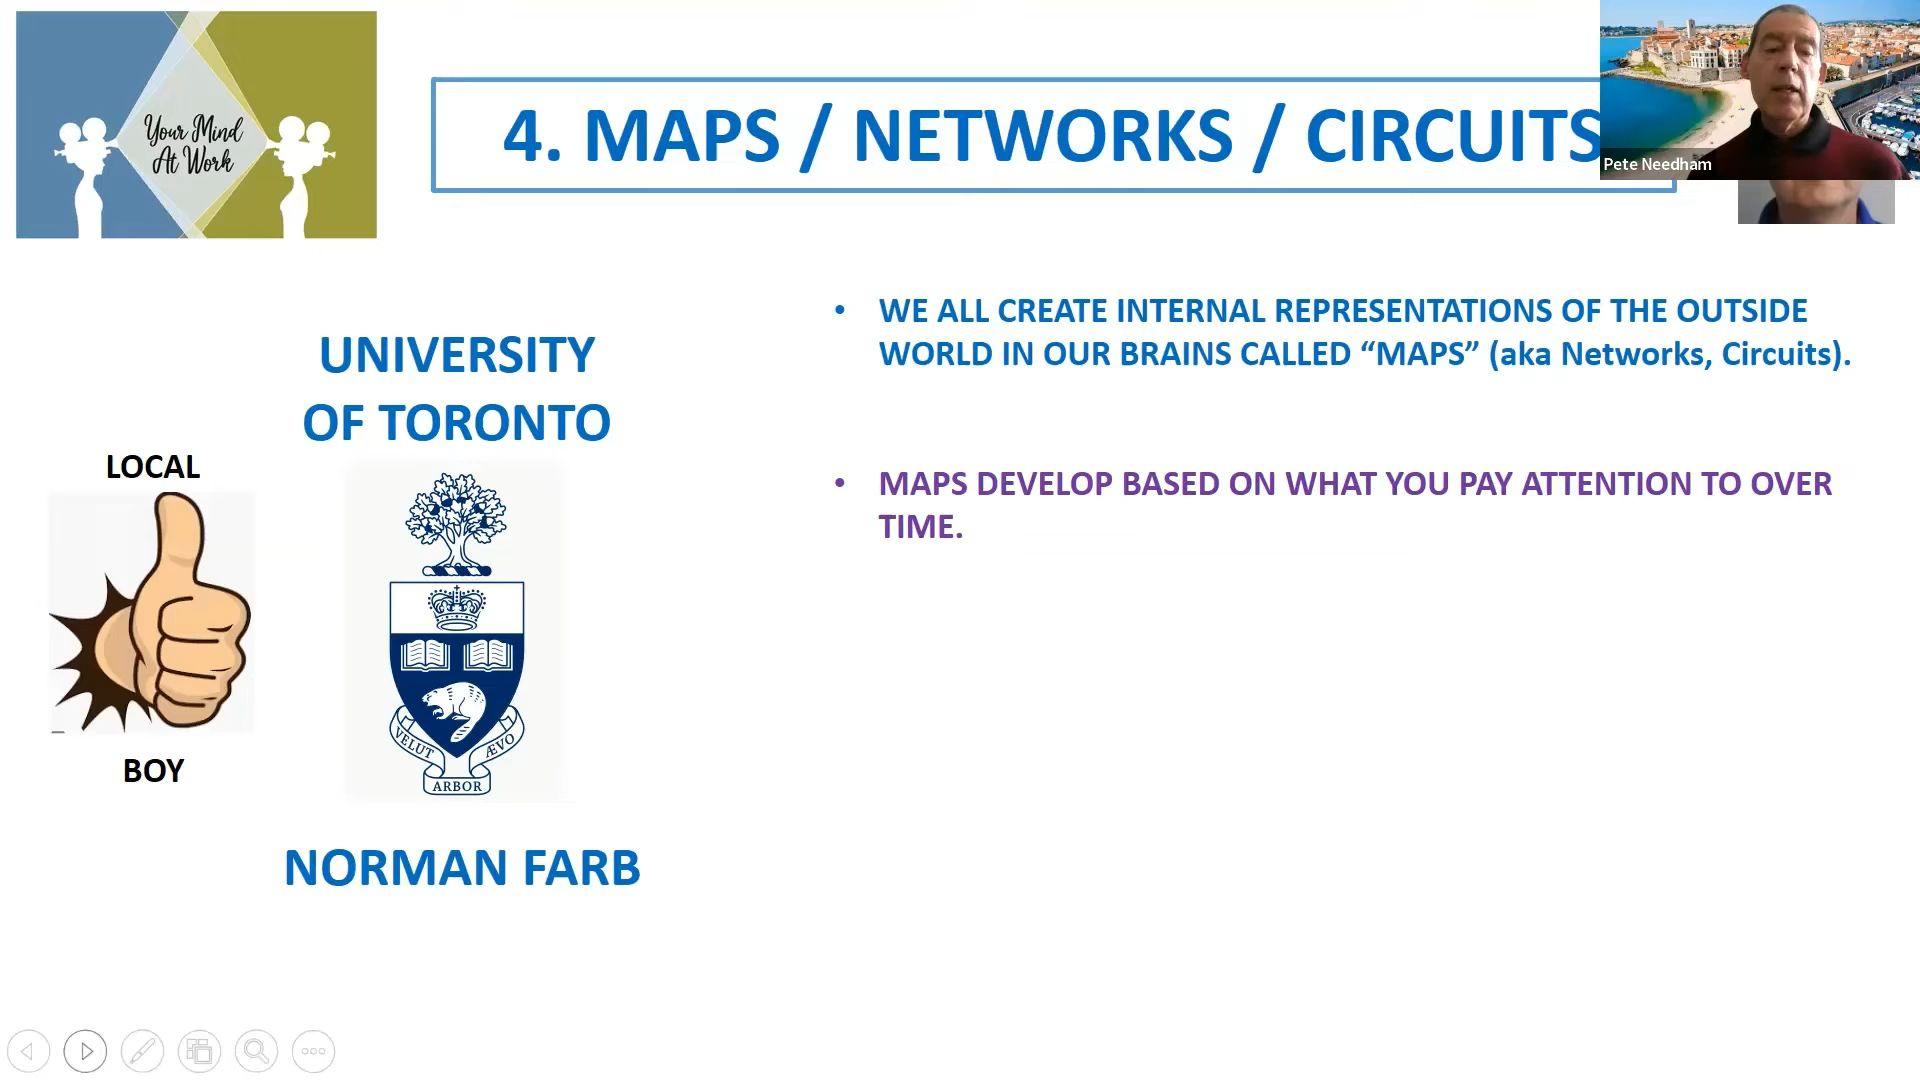 Your Mind
At Work
4. MAPS / NETWORKS / CIRCUITS
Pete Needham
UNIVERSITY
OF TORONTO
LOCAL
BOY
VELUT
ÆVO
ARBOR
NORMAN FARB
• WE ALL CREATE INTERNAL REPRESENTATIONS OF THE OUTSIDE
WORLD IN OUR BRAINS CALLED “MAPS” (aka Networks, Circuits).
• MAPS DEVELOP BASED ON WHAT YOU PAY ATTENTION TO OVER
TIME.